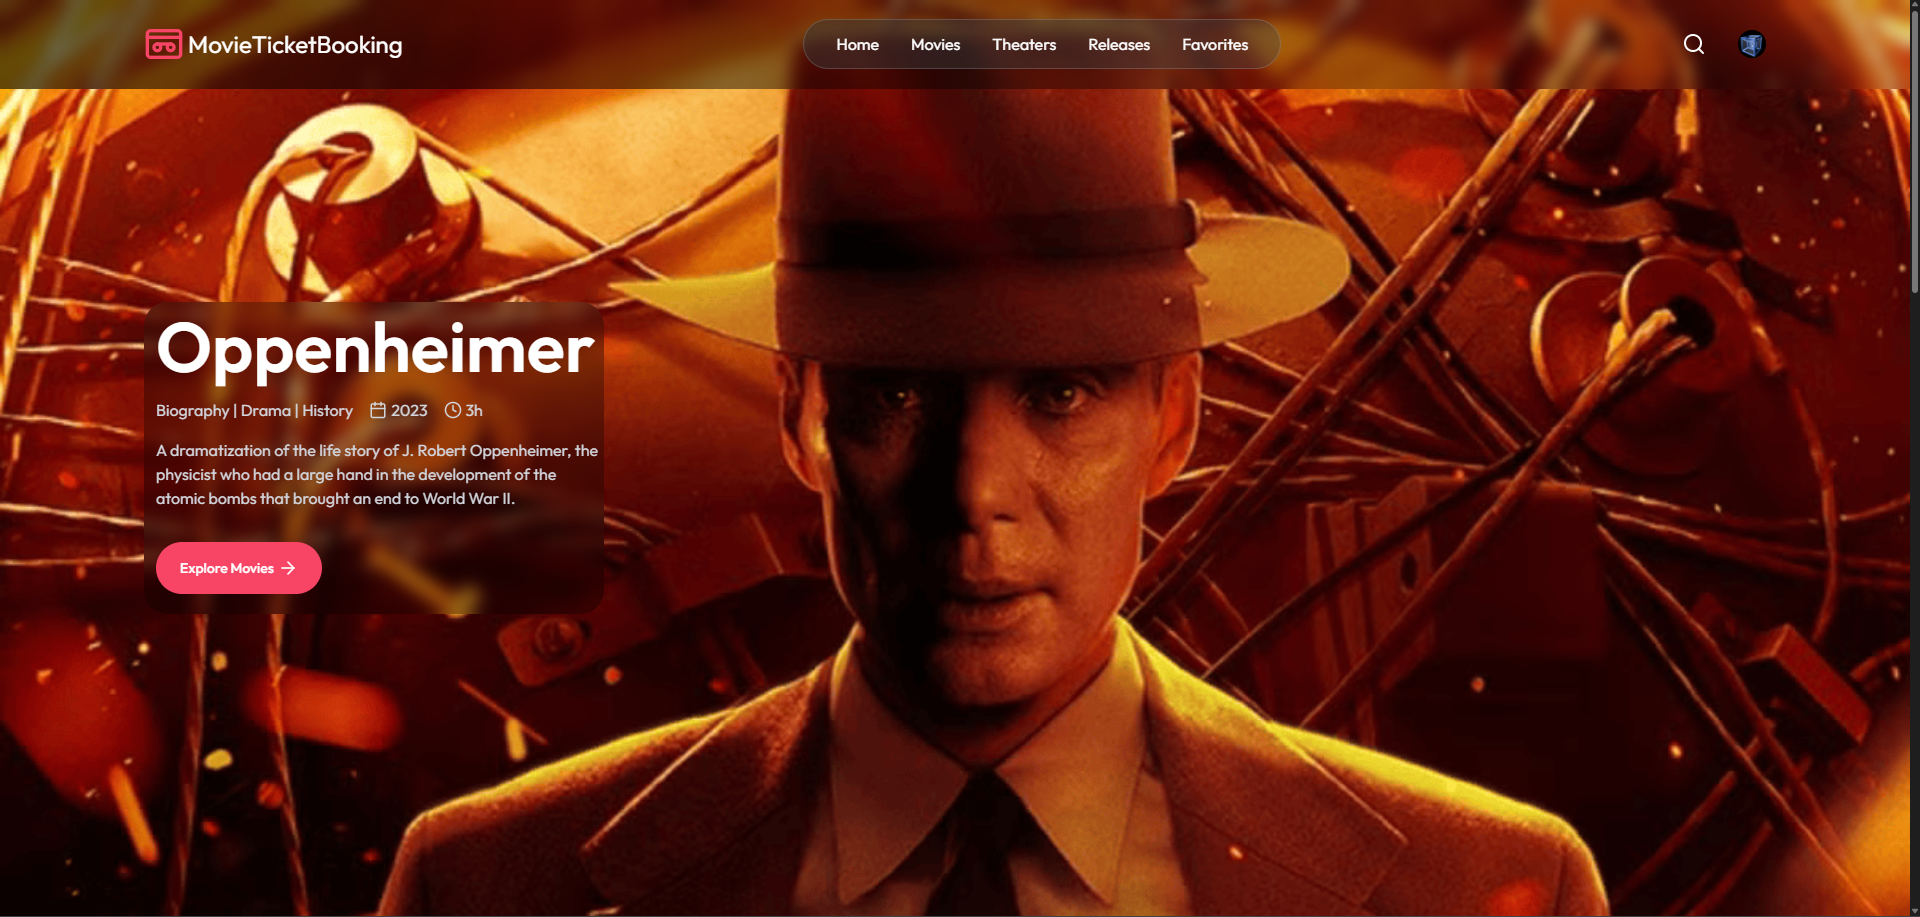 MovieTicketBooking
Home Movies Theaters Releases Favorites
Oppenheimer
Biography | Drama | History 2023 3h
A dramatization of the life story of J. Robert Oppenheimer, the
physicist who had a large hand in the development of the
atomic bombs that brought an end to World War II.
Explore Movies